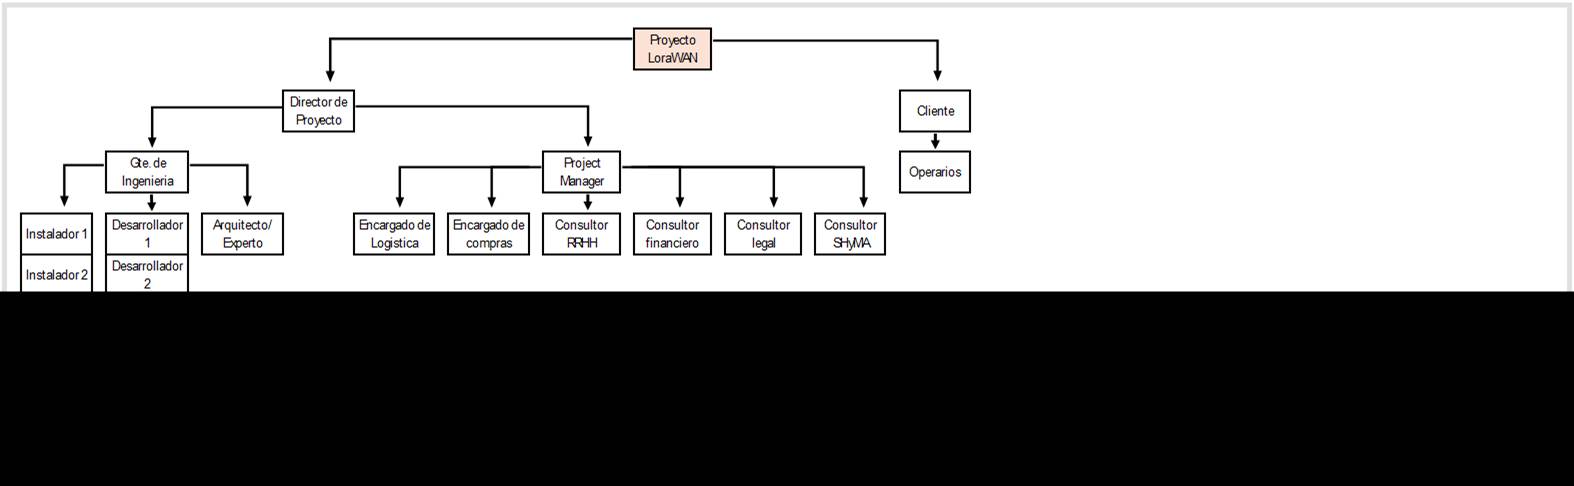 Proyecto
LoraWAN
Director de
Proyecto
Cliente
Gte. de
Ingenieria
Project
Manager
Operarios
Instalador 1
Desarrollador
1
Arquitecto/
Experto
Encargado de
Logistica
Encargado de
compras
Consultor
RRHH
Consultor
financiero
Consultor
legal
Consultor
SHyMA
Instalador 2
Desarrollador
2